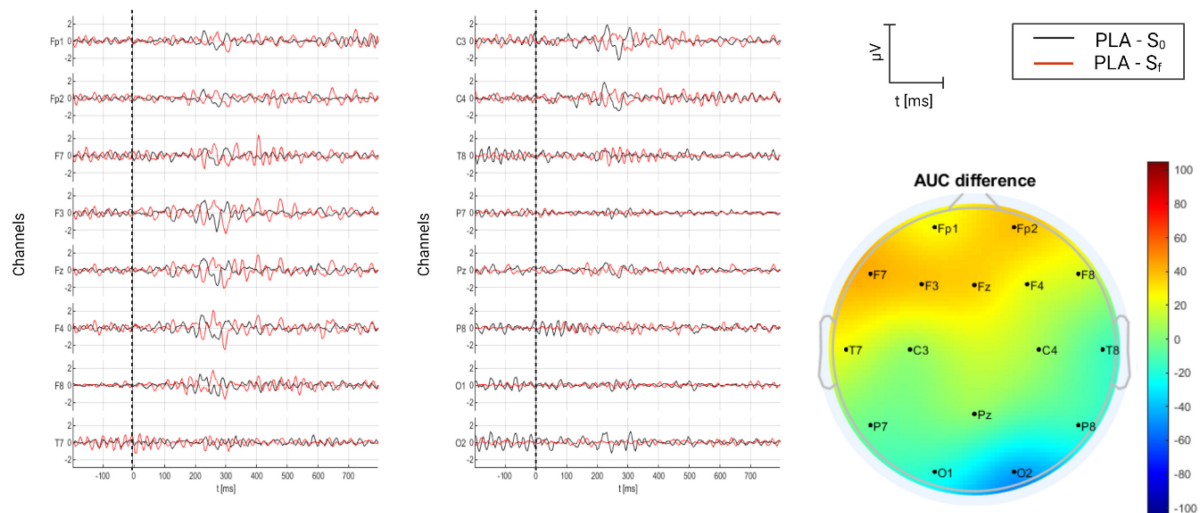 Channels
Fp1
2
0
-2
Fp2
2
0
-2
F7
2
0
-2
F3
2
0
-2
Fz
2
0
-2
F4
2
0
-2
F8
2
0
-2
T7
2
0
-2
-100 0 100 200 300 400 500 600 700
t [ms]
Channels
C3
2
0
-2
C4
2
0
-2
T8
2
0
-2
P7
2
0
-2
Pz
2
0
-2
P8
2
0
-2
O1
2
0
-2
O2
2
0
-2
-100 0 100 200 300 400 500 600 700
t [ms]
µV
t [ms]
PLA - S₀
PLA - S_f
AUC difference
Fp1 Fp2
F7 F3 Fz F4 F8
T7 C3 C4 T8
P7 Pz P8
O1 O2
100
80
60
40
20
0
-20
-40
-60
-80
-100